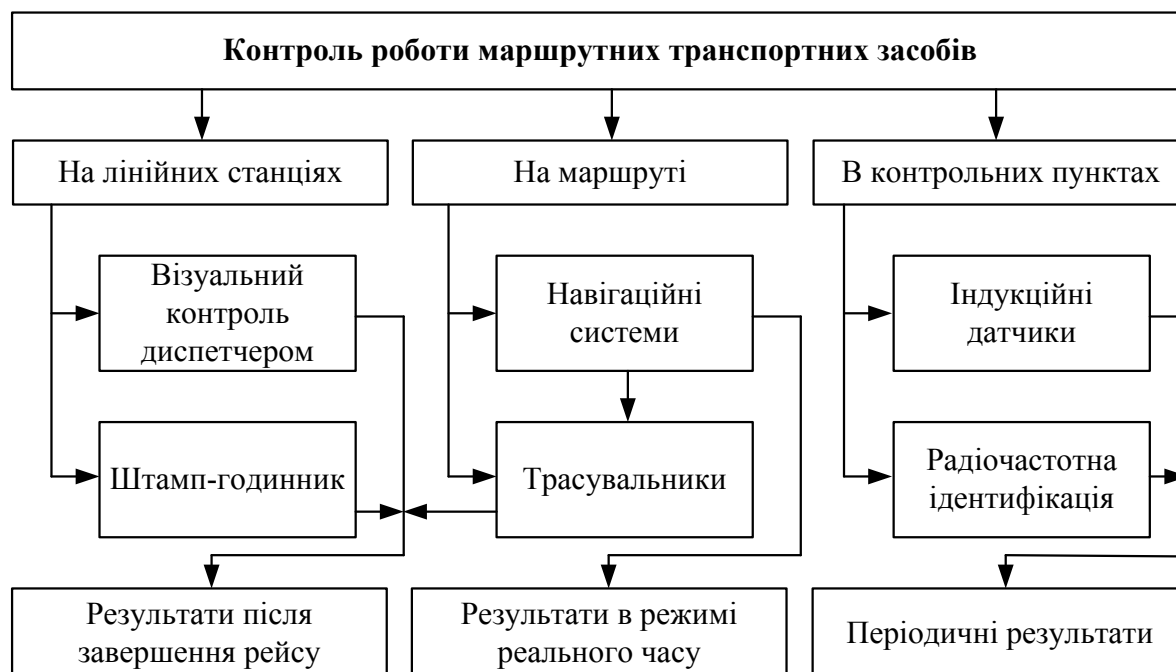 Контроль роботи маршрутних транспортних засобів
На лінійних станціях
На маршруті
В контрольних пунктах
Візуальний
контроль
диспетчером
Навігаційні
системи
Індукційні
датчики
Штамп-годинник
Трасувальники
Радіочастотна
ідентифікація
Результати після
завершення рейсу
Результати в режимі
реального часу
Періодичні результати